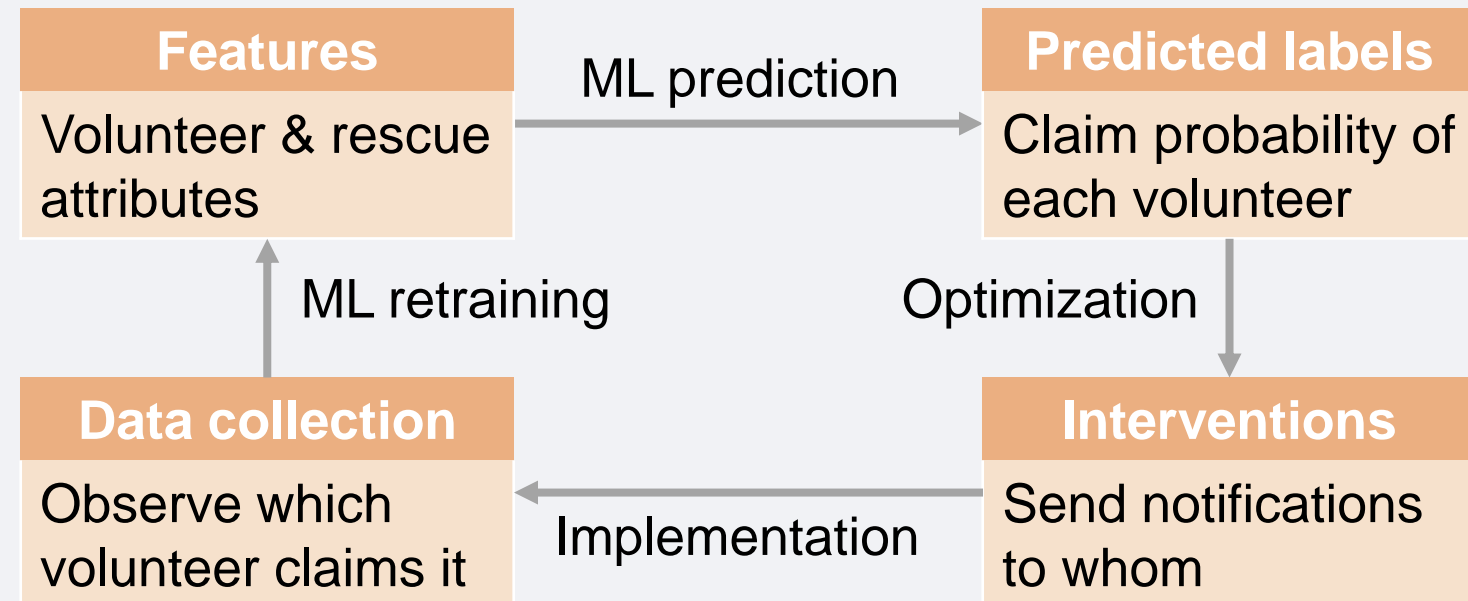 Features
Volunteer & rescue
attributes
ML prediction
Predicted labels
Claim probability of
each volunteer
ML retraining
Optimization
Data collection
Observe which
volunteer claims it
Implementation
Interventions
Send notifications
to whom